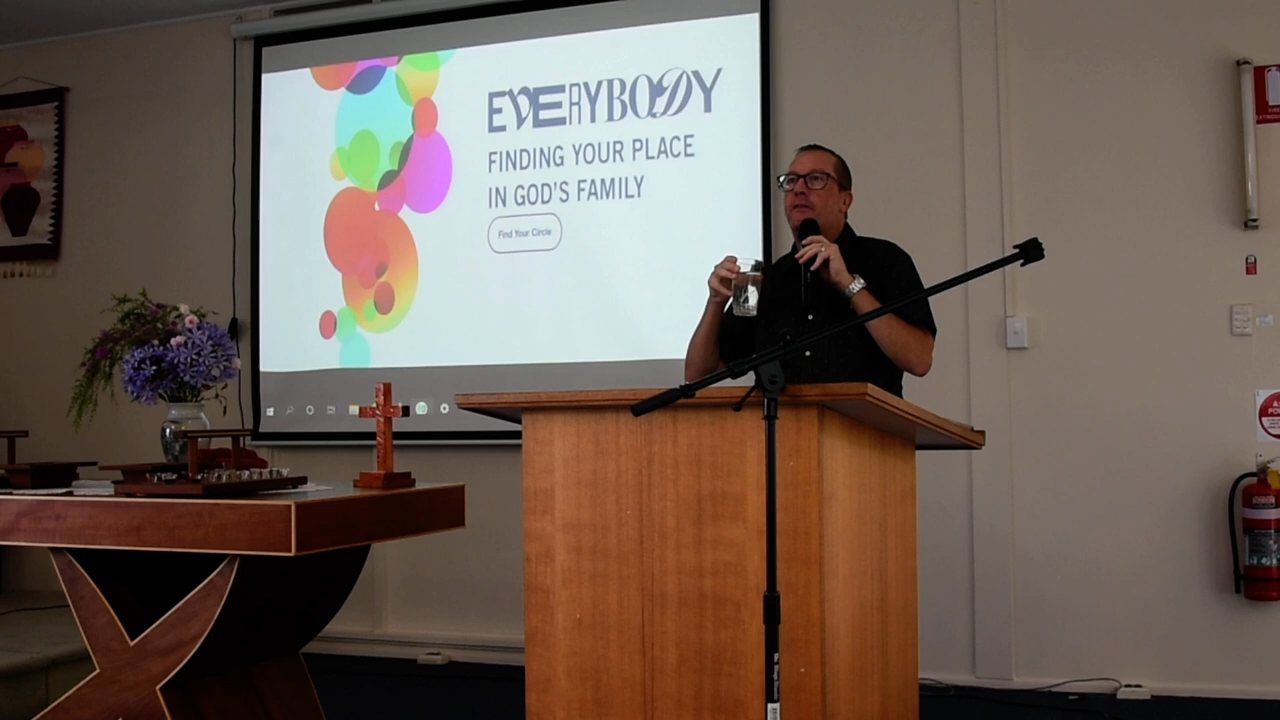 EVERYBODY
FINDING YOUR PLACE
IN GOD'S FAMILY
Find Your Circle